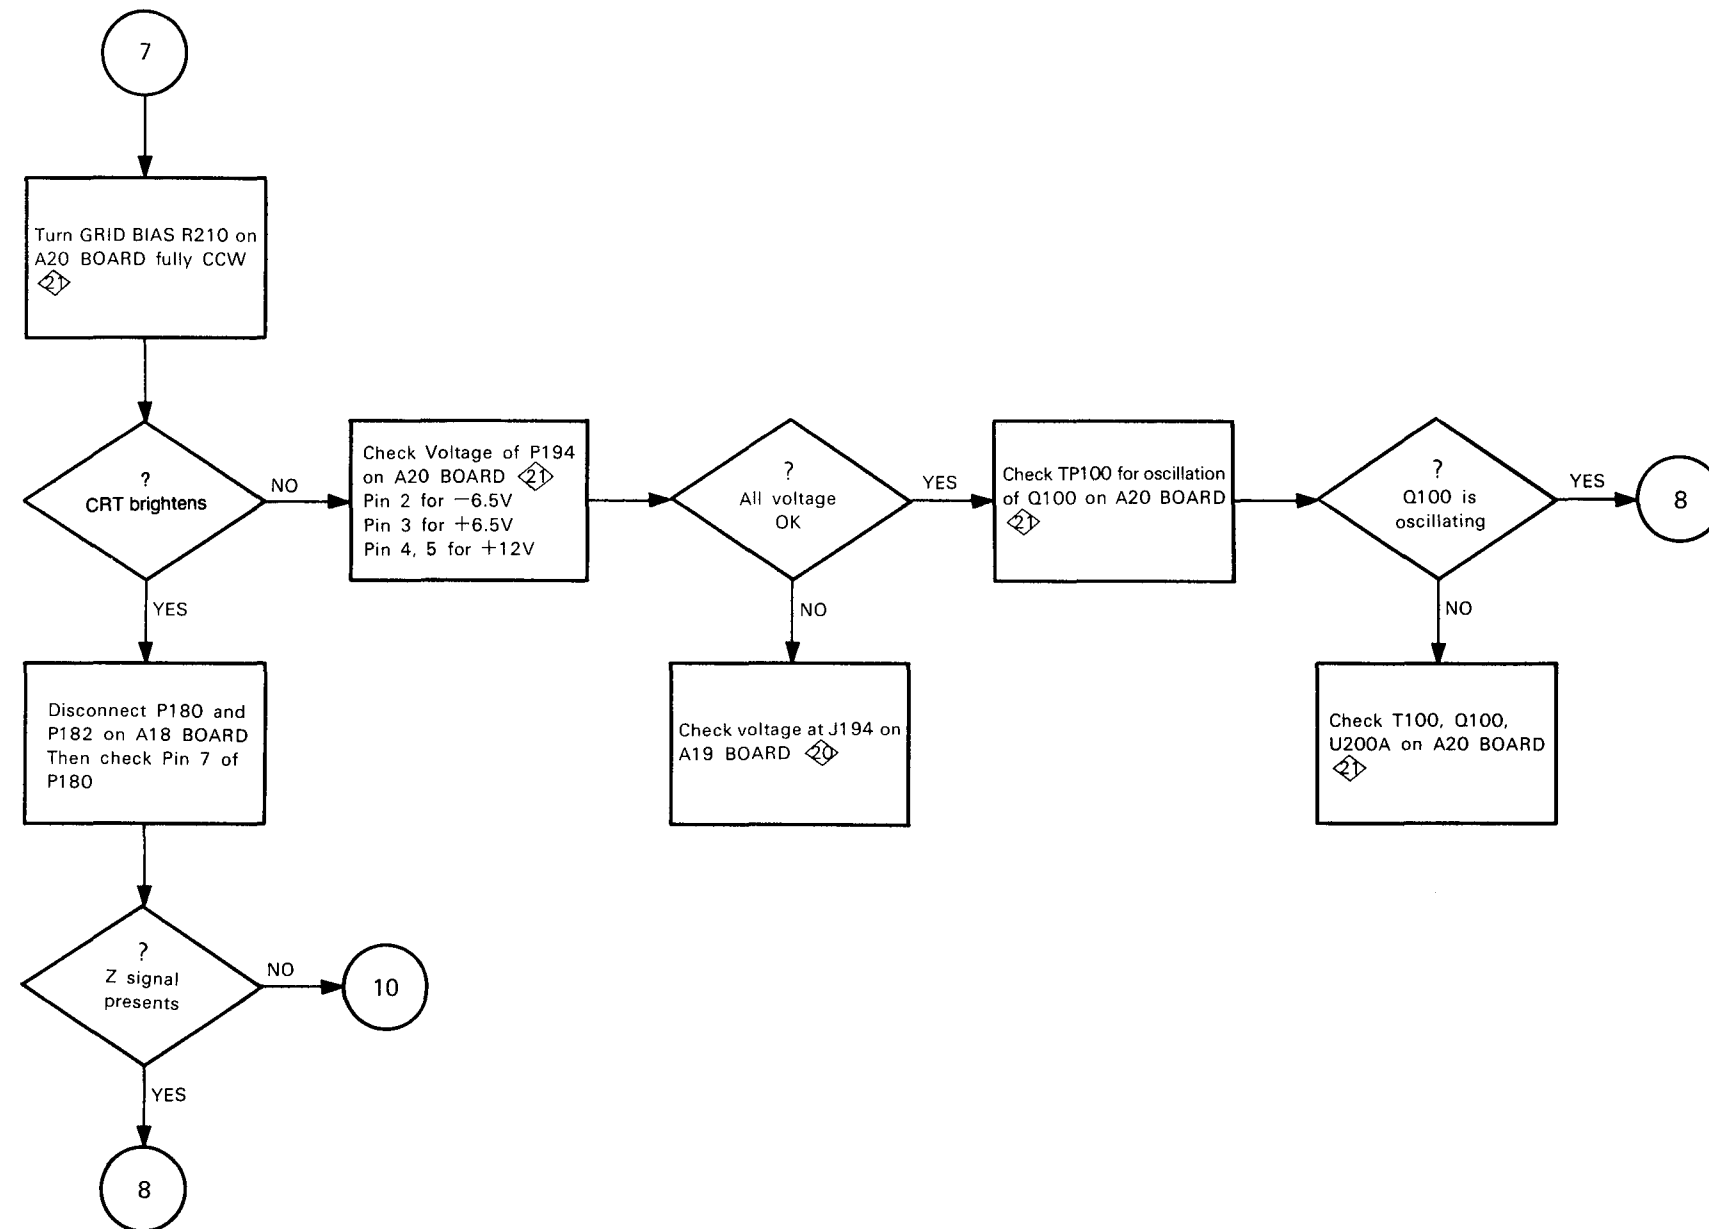 7
Turn GRID BIAS R210 on
A20 BOARD fully CCW
21
?
CRT brightens
NO
YES
Check Voltage of P194
on A20 BOARD 21
Pin 2 for −6.5V
Pin 3 for +6.5V
Pin 4, 5 for +12V
?
All voltage
OK
YES
NO
Check TP100 for oscillation
of Q100 on A20 BOARD
21
?
Q100 is
oscillating
YES
8
NO
Disconnect P180 and
P182 on A18 BOARD
Then check Pin 7 of
P180
Check voltage at J194 on
A19 BOARD 20
Check T100, Q100,
U200A on A20 BOARD
21
?
Z signal
presents
NO
10
YES
8